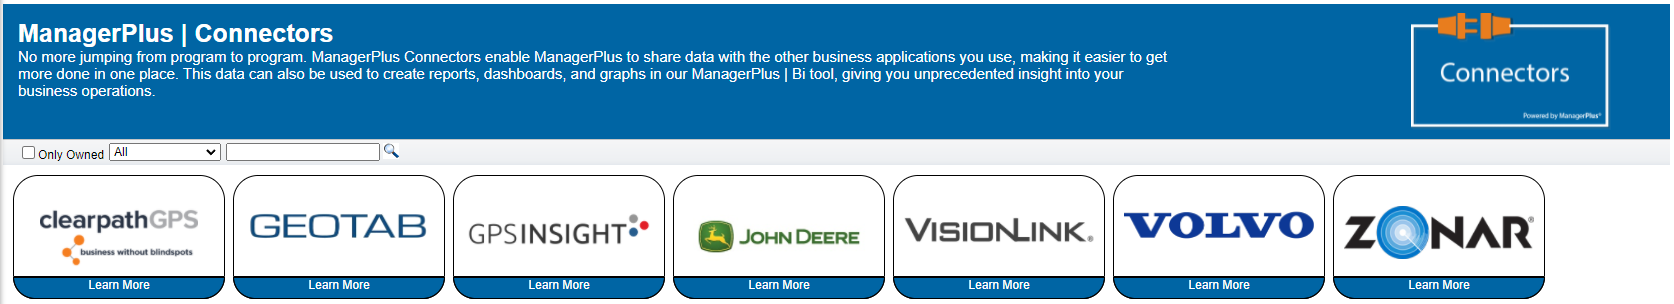 ManagerPlus | Connectors
No more jumping from program to program. ManagerPlus Connectors enable ManagerPlus to share data with the other business applications you use, making it easier to get
more done in one place. This data can also be used to create reports, dashboards, and graphs in our ManagerPlus | Bi tool, giving you unprecedented insight into your
business operations.
Connectors
Powered by ManagerPlus®
Only Owned All
clearpathGPS
business without blindspots
GEOTAB
GPSINSIGHT
JOHN DEERE
VISIONLINK®
VOLVO
ZONAR®
Learn More Learn More Learn More Learn More Learn More Learn More Learn More